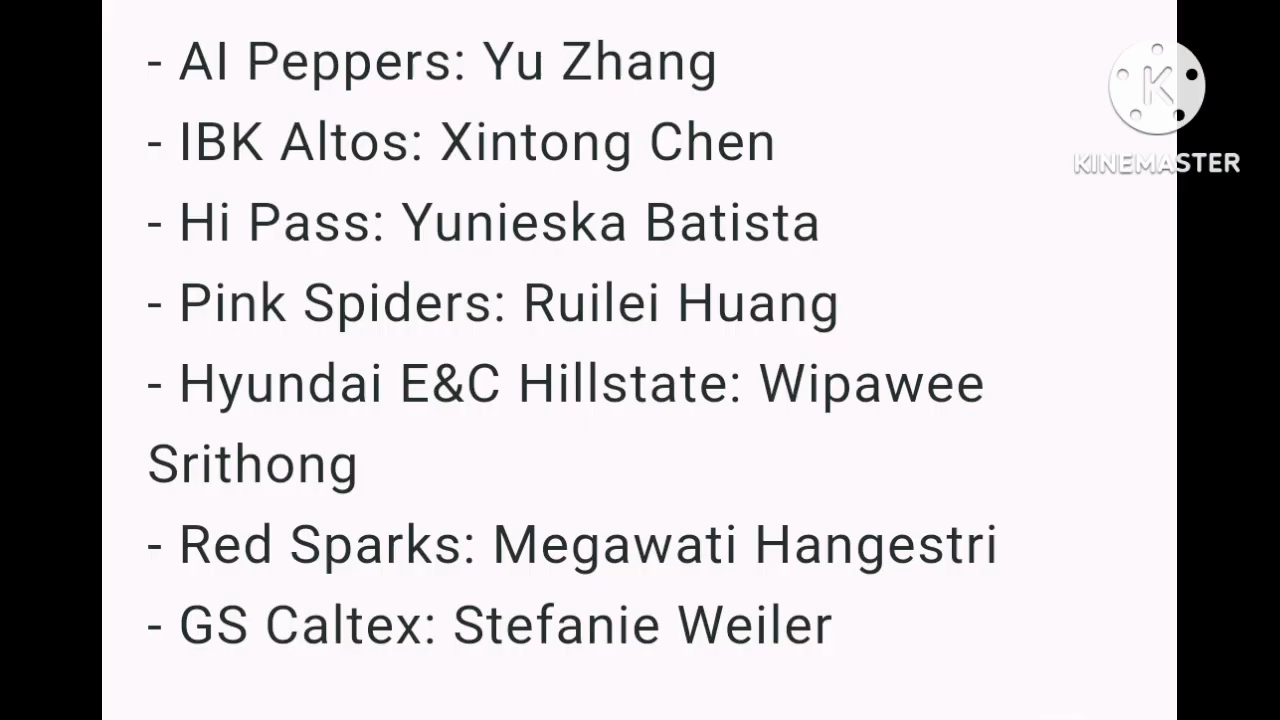 - AI Peppers: Yu Zhang
- IBK Altos: Xintong Chen
- Hi Pass: Yunieska Batista
- Pink Spiders: Ruilei Huang
- Hyundai E&C Hillstate: Wipawee
Srithong
- Red Sparks: Megawati Hangestri
- GS Caltex: Stefanie Weiler
K
KINEMASTER